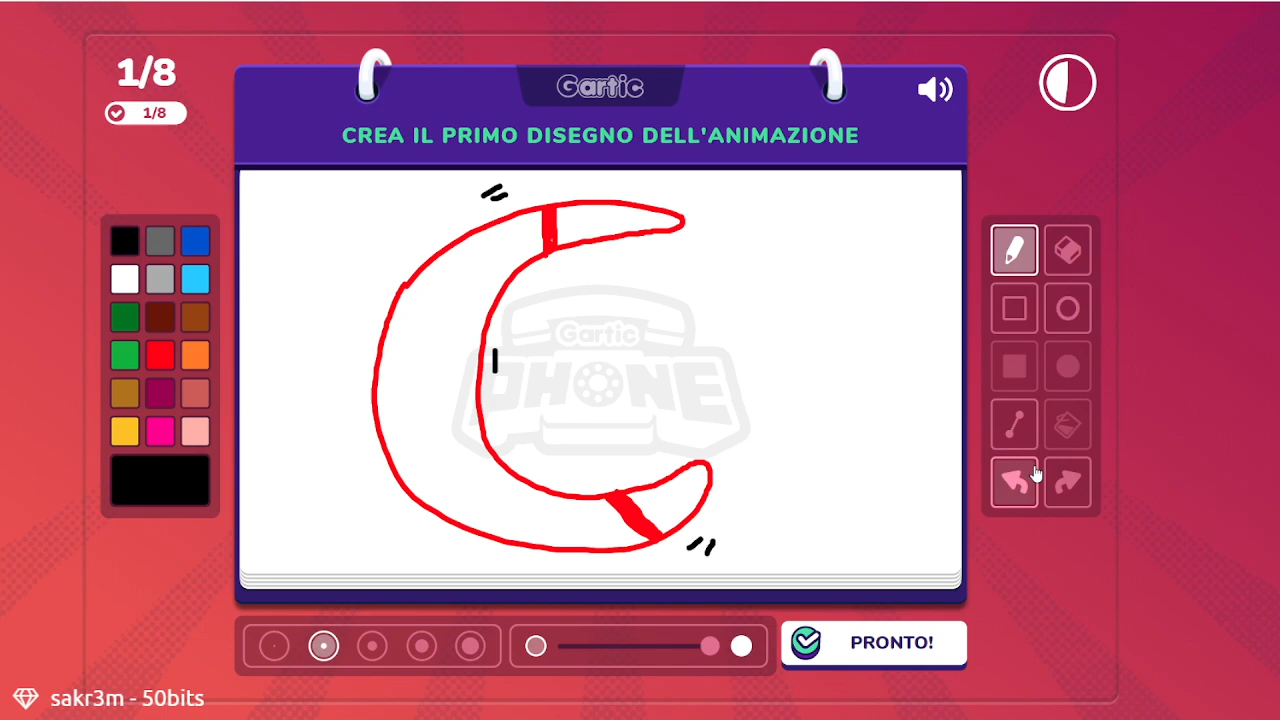 1/8
1/8
Gartic
CREA IL PRIMO DISEGNO DELL'ANIMAZIONE
Gartic
PHONE
PRONTO!
sakr3m - 50bits